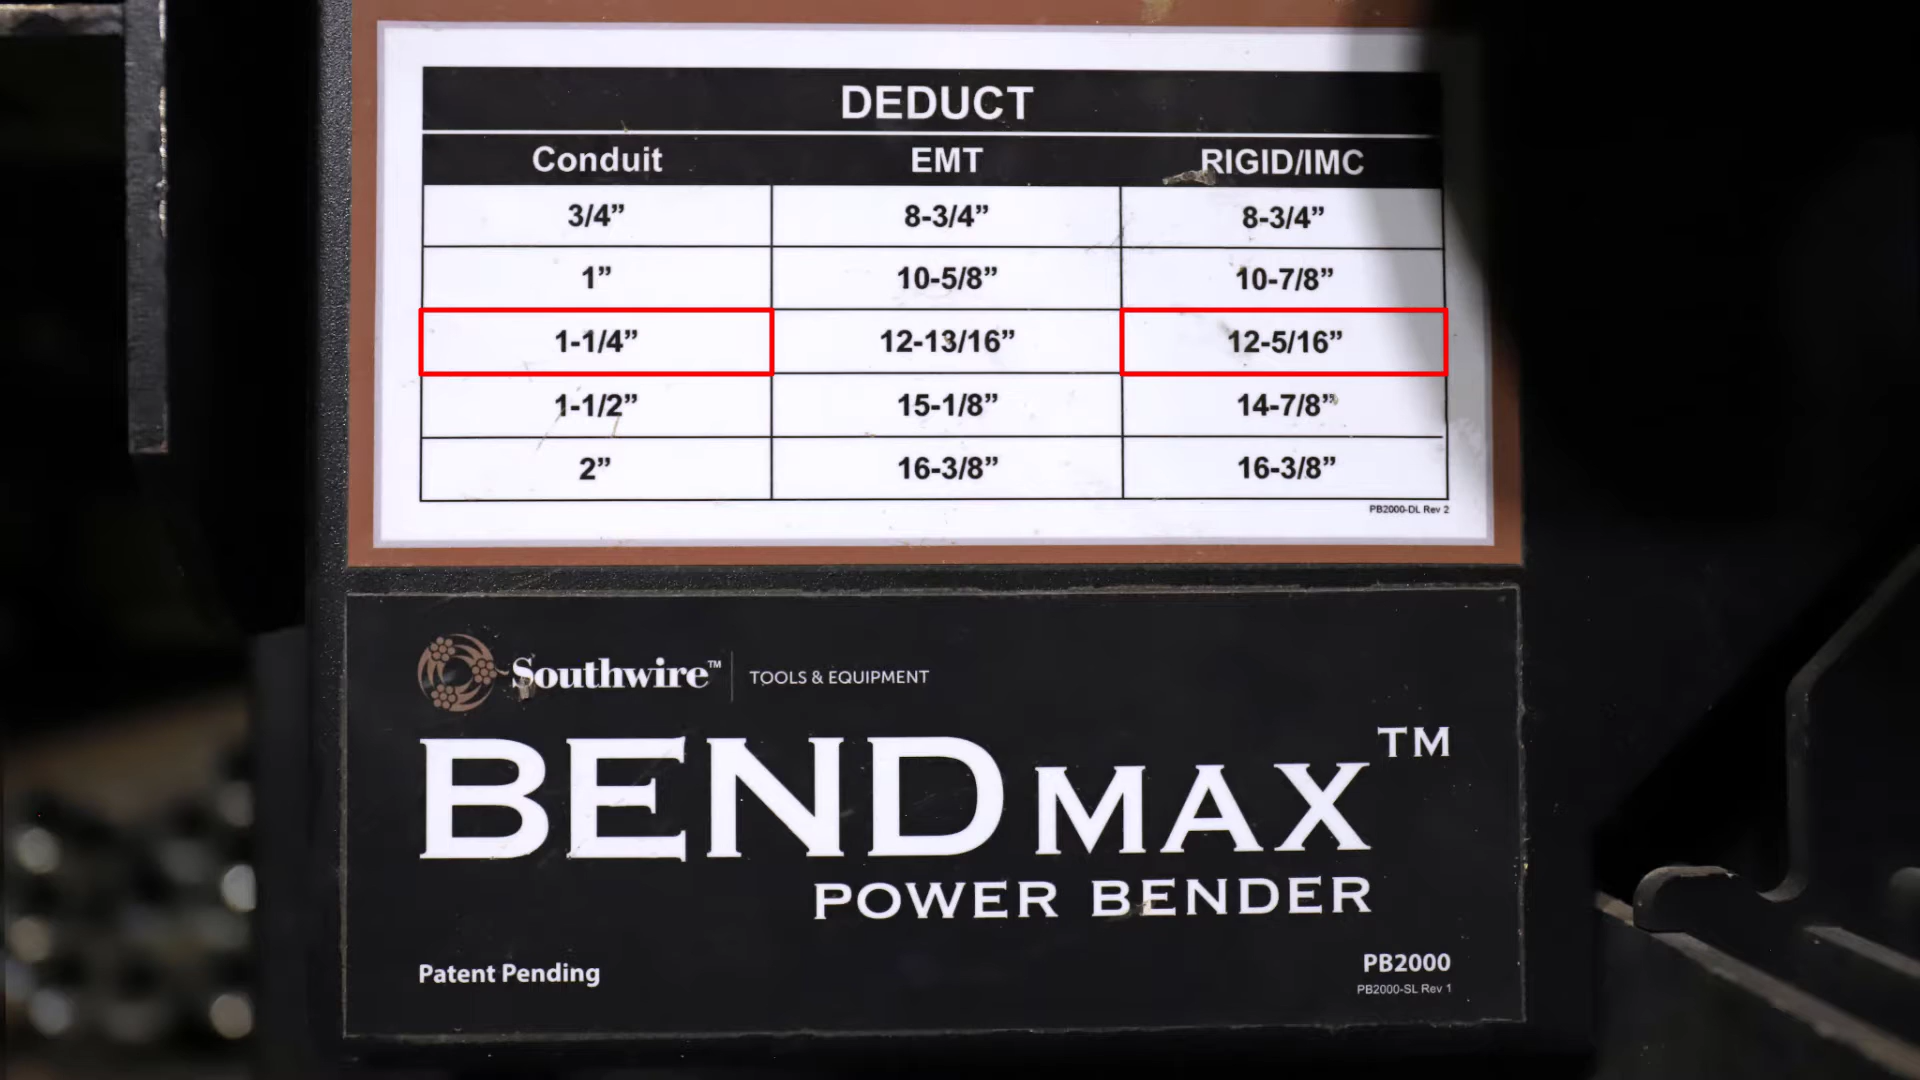 DEDUCT
Conduit EMT RIGID/IMC
3/4” 8-3/4” 8-3/4”
1” 10-5/8” 10-7/8”
1-1/4” 12-13/16” 12-5/16”
1-1/2” 15-1/8” 14-7/8”
2” 16-3/8” 16-3/8”
PB2000-DL Rev 2
Southwire™ TOOLS & EQUIPMENT
BENDMAX™
POWER BENDER
Patent Pending PB2000
PB2000-SL Rev 1